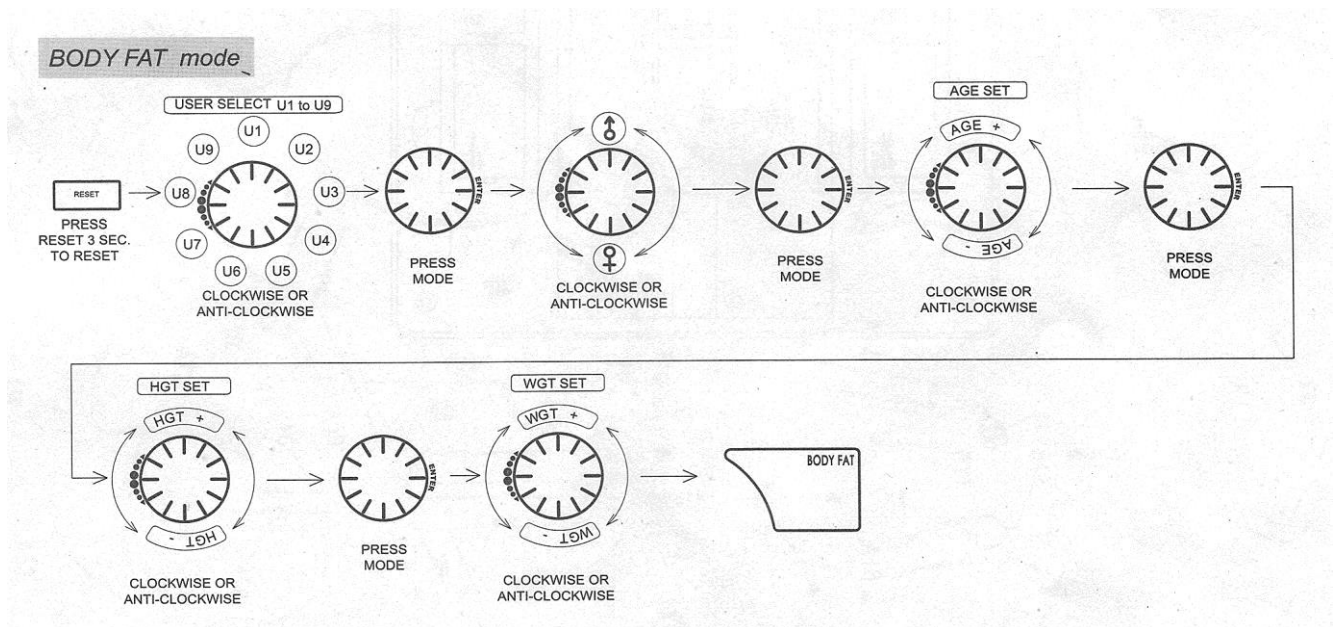 BODY FAT mode
USER SELECT U1 to U9
U1
U2
U3
U4
U5
U6
U7
U8
U9
RESET
PRESS
RESET 3 SEC.
TO RESET
CLOCKWISE OR
ANTI-CLOCKWISE
ENTER
PRESS
MODE
CLOCKWISE OR
ANTI-CLOCKWISE
ENTER
PRESS
MODE
AGE SET
AGE +
AGE -
CLOCKWISE OR
ANTI-CLOCKWISE
ENTER
PRESS
MODE
HGT SET
HGT +
HGT -
CLOCKWISE OR
ANTI-CLOCKWISE
ENTER
PRESS
MODE
WGT SET
WGT +
WGT -
CLOCKWISE OR
ANTI-CLOCKWISE
BODY FAT